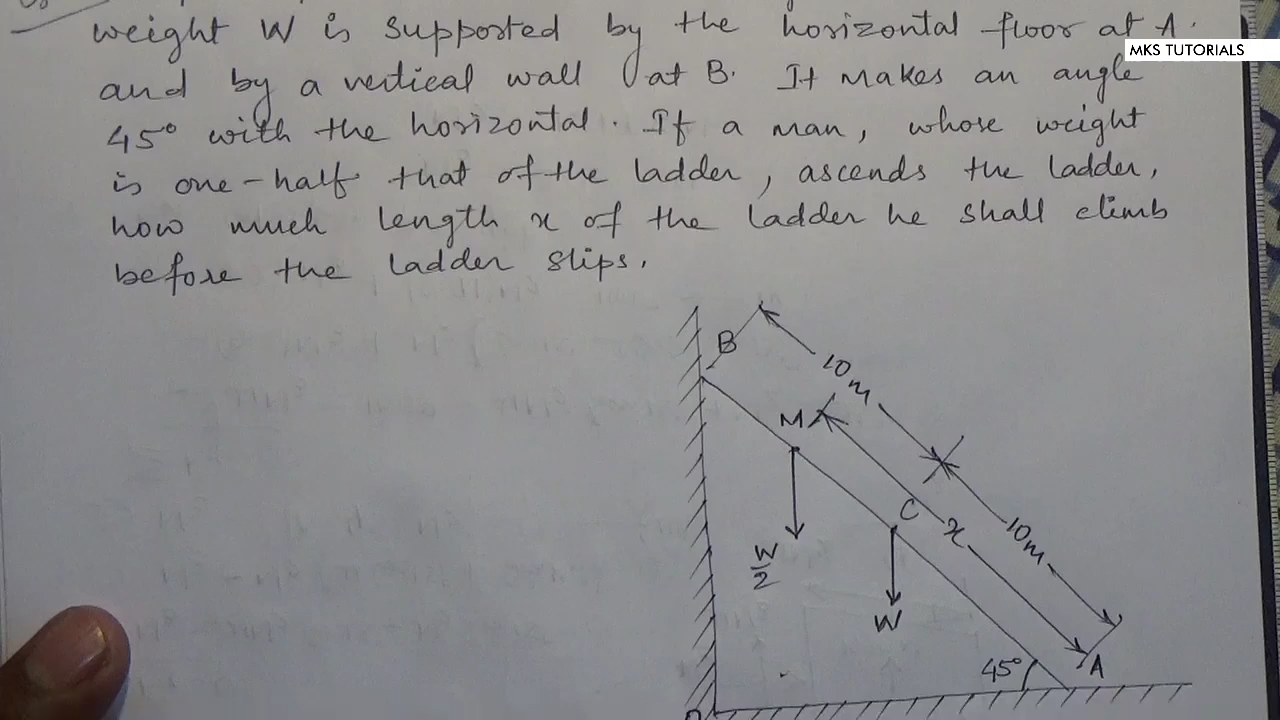 weight W is supported by the horizontal floor at A.
MKS TUTORIALS
and by a vertical wall at B. It makes an angle
45° with the horizontal. If a man, whose weight
is one-half that of the ladder, ascends the ladder,
how much length x of the ladder he shall climb
before the ladder slips.
B
10m
M
C
x
10m
W/2
W
45°
A